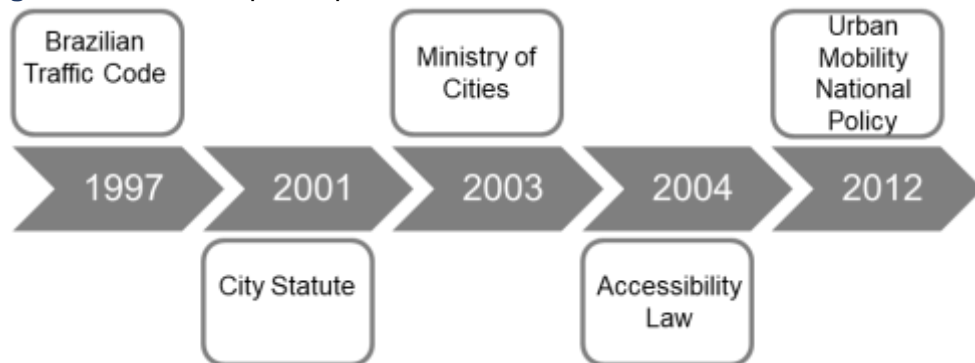 Brazilian
Traffic Code
Ministry of
Cities
Urban
Mobility
National
Policy
1997
2001
2003
2004
2012
City Statute
Accessibility
Law